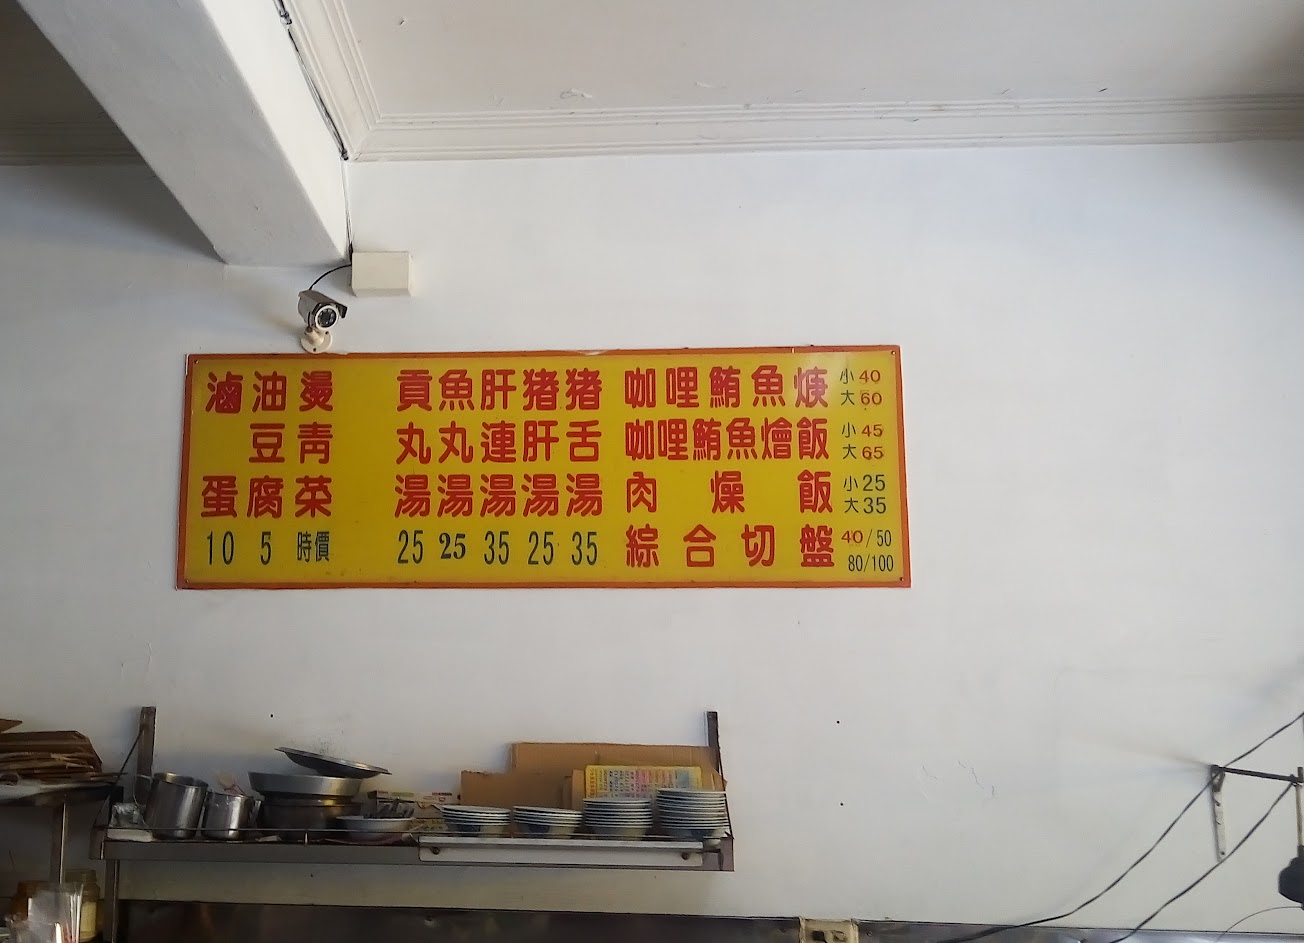 滷蛋 10
油豆腐 5
燙青菜 時價
貢丸湯 25
魚丸湯 25
肝連湯 35
猪肝湯 25
猪舌湯 35
咖哩鮪魚焿 小40 大60
咖哩鮪魚燴飯 小45 大65
肉燥飯 小25 大35
綜合切盤 40/50 80/100